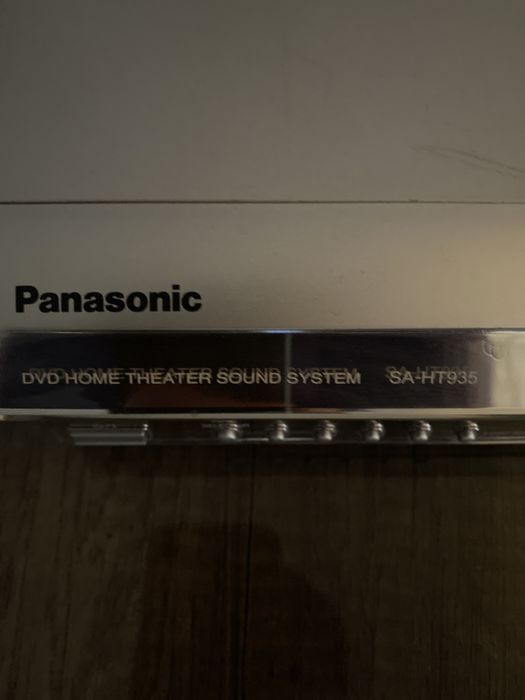 Panasonic
DVD HOME THEATER SOUND SYSTEM SA-HT935